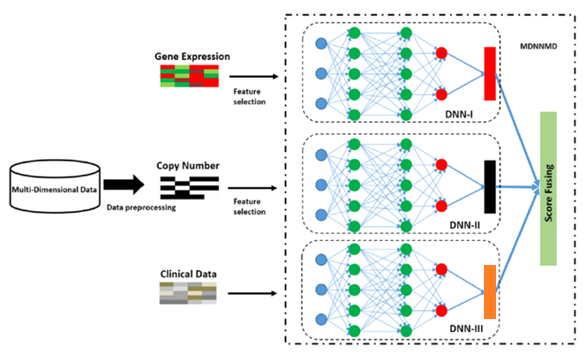 Gene Expression
Feature
selection
MDNNMD
DNN-I
Multi-Dimensional Data
Data preprocessing
Copy Number
Feature
selection
DNN-II
Score Fusing
Clinical Data
DNN-III